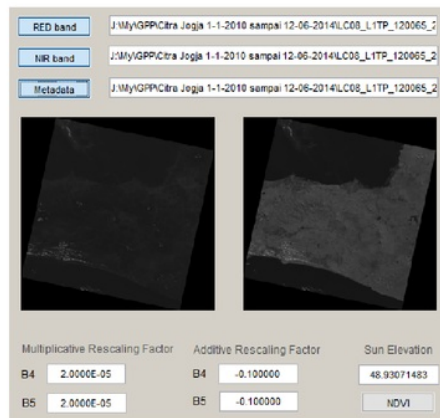 RED band J:\My\GPP\Citra Jogja 1-1-2010 sampai 12-06-2014\LC08_L1TP_120065_2
NIR band J:\My\GPP\Citra Jogja 1-1-2010 sampai 12-06-2014\LC08_L1TP_120065_2
Metadata J:\My\GPP\Citra Jogja 1-1-2010 sampai 12-06-2014\LC08_L1TP_120065_2
Multiplicative Rescaling Factor Additive Rescaling Factor Sun Elevation
B4 2.0000E-05 B4 -0.100000 48.93071483
B5 2.0000E-05 B5 -0.100000 NDVI